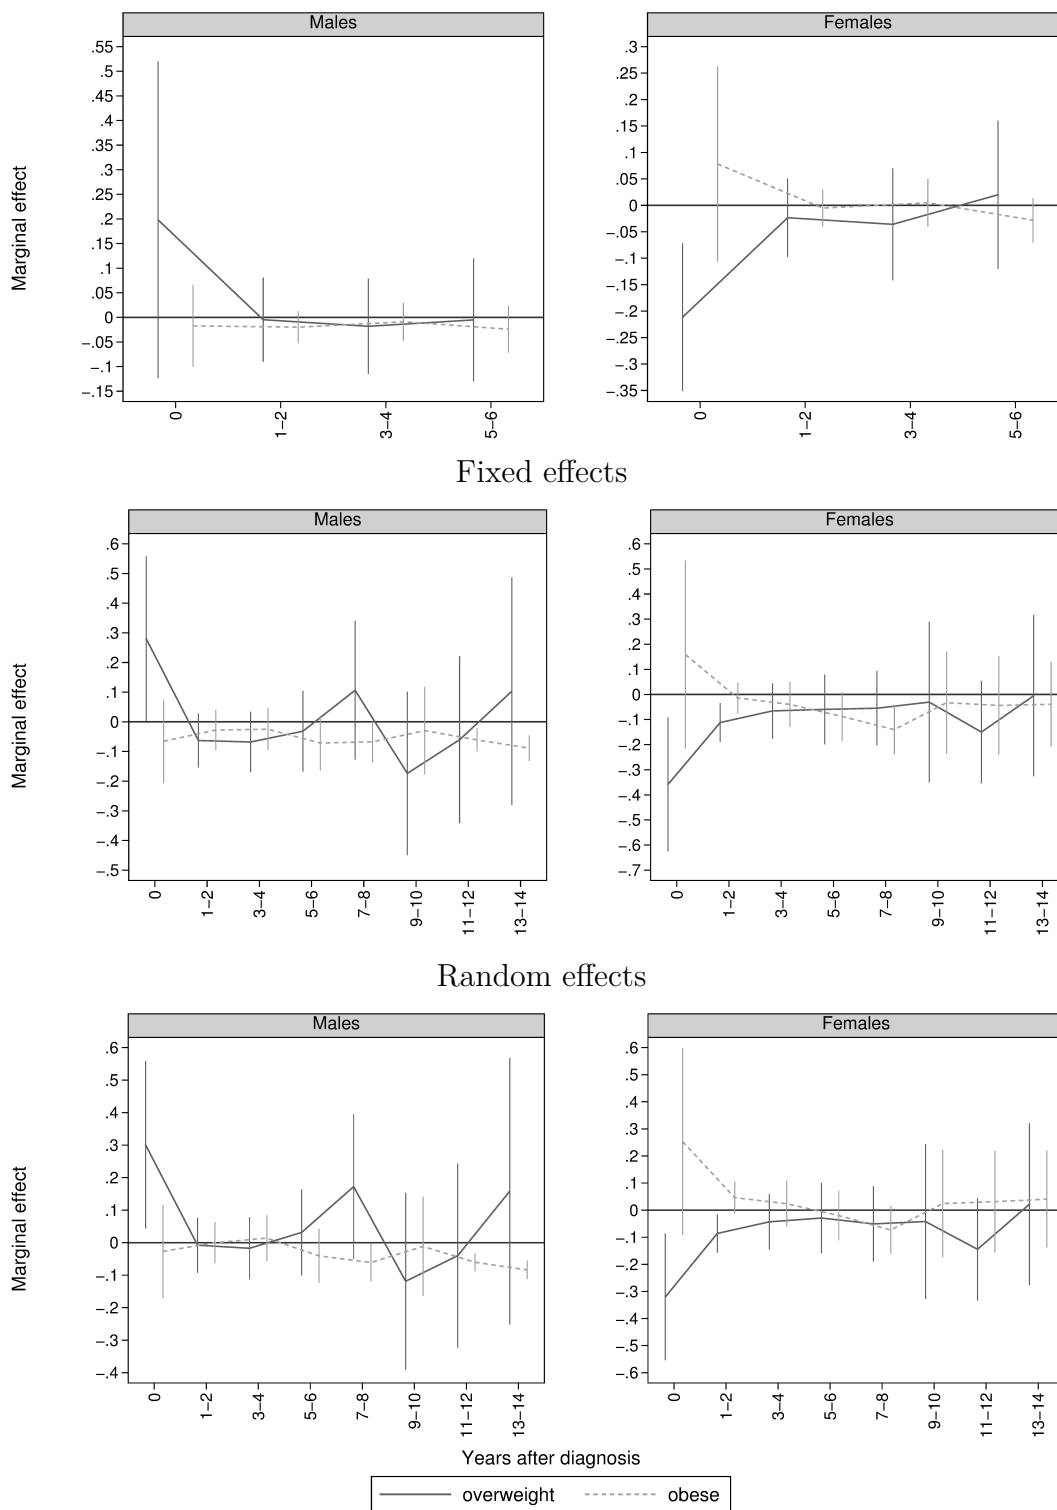 Males Females
Marginal effect
.55 .5 .45 .4 .35 .3 .25 .2 .15 .1 .05 0 −.05 −.1 −.15
.3 .25 .2 .15 .1 .05 0 −.05 −.1 −.15 −.2 −.25 −.3 −.35
0 1−2 3−4 5−6
0 1−2 3−4 5−6
Fixed effects
Males Females
Marginal effect
.6 .5 .4 .3 .2 .1 0 −.1 −.2 −.3 −.4 −.5
.6 .5 .4 .3 .2 .1 0 −.1 −.2 −.3 −.4 −.5 −.6 −.7
0 1−2 3−4 5−6 7−8 9−10 11−12 13−14
0 1−2 3−4 5−6 7−8 9−10 11−12 13−14
Random effects
Males Females
Marginal effect
.6 .5 .4 .3 .2 .1 0 −.1 −.2 −.3 −.4
.6 .5 .4 .3 .2 .1 0 −.1 −.2 −.3 −.4 −.5 −.6
0 1−2 3−4 5−6 7−8 9−10 11−12 13−14
0 1−2 3−4 5−6 7−8 9−10 11−12 13−14
Years after diagnosis
overweight obese